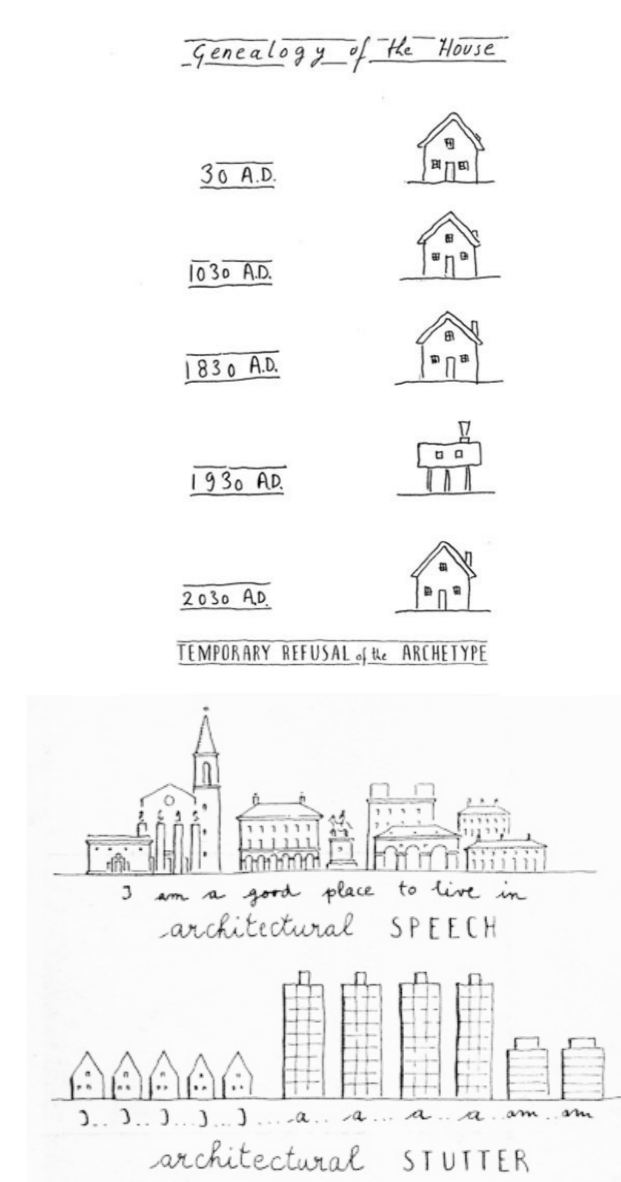 Genealogy of the House
30 A.D.
1030 A.D.
1830 A.D.
1930 A.D.
2030 A.D.
TEMPORARY REFUSAL of the ARCHETYPE
I am a good place to live in
architectural SPEECH
I.. I.. I.. I.. I.... a... a... a... a.. am.. am
architectural STUTTER